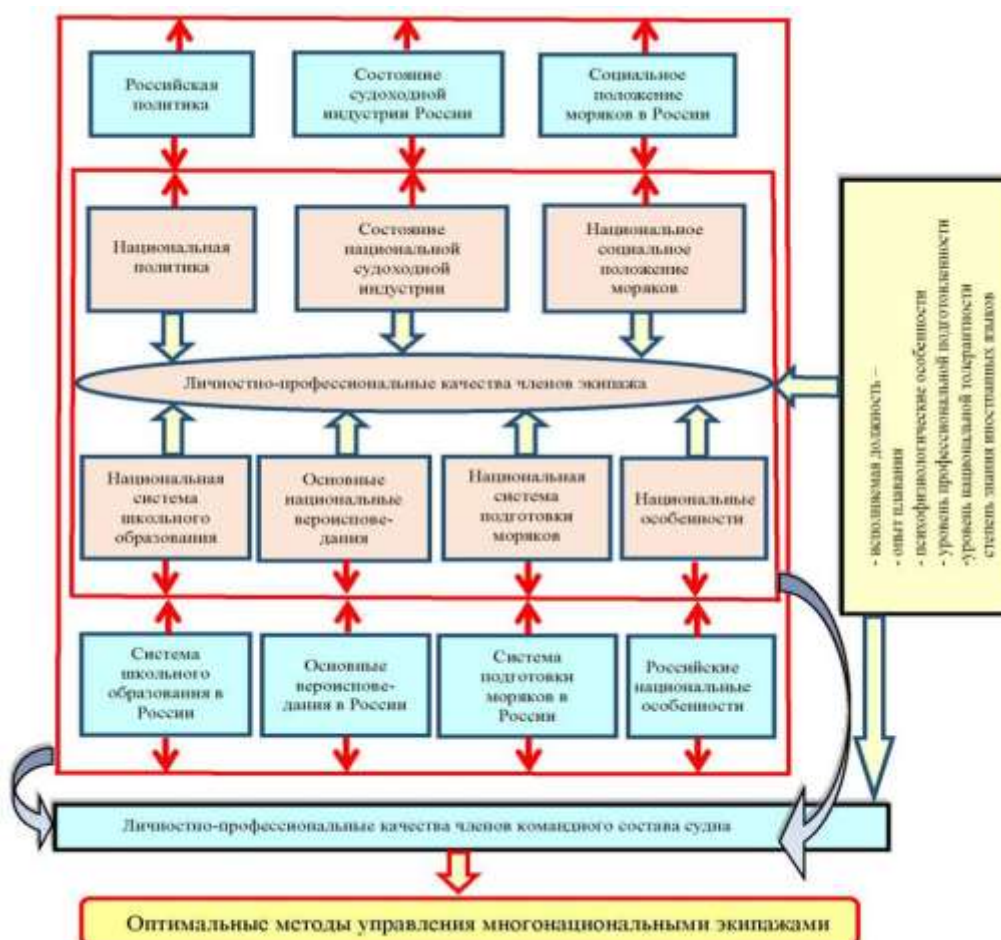 Российская
политика
Состояние
судоходной
индустрии России
Социальное
положение
моряков в России
Национальная
политика
Состояние
национальной
судоходной
индустрии
Национальное
социальное
положение
моряков
Личностно-профессиональные качества членов экипажа
Национальная
система
школьного
образования
Основные
национальные
вероиспове-
дания
Национальная
система
подготовки
моряков
Национальные
особенности
Система
школьного
образования в
России
Основные
вероиспове-
дания в России
Система
подготовки
моряков в
России
Российские
национальные
особенности
- исполняемая должность –
- опыт плавания
- психофизиологические особенности
- уровень профессиональной подготовленности
-уровень национальной толерантности
степень знания иностранных языков
Личностно-профессиональные качества членов командного состава судна
Оптимальные методы управления многонациональными экипажами